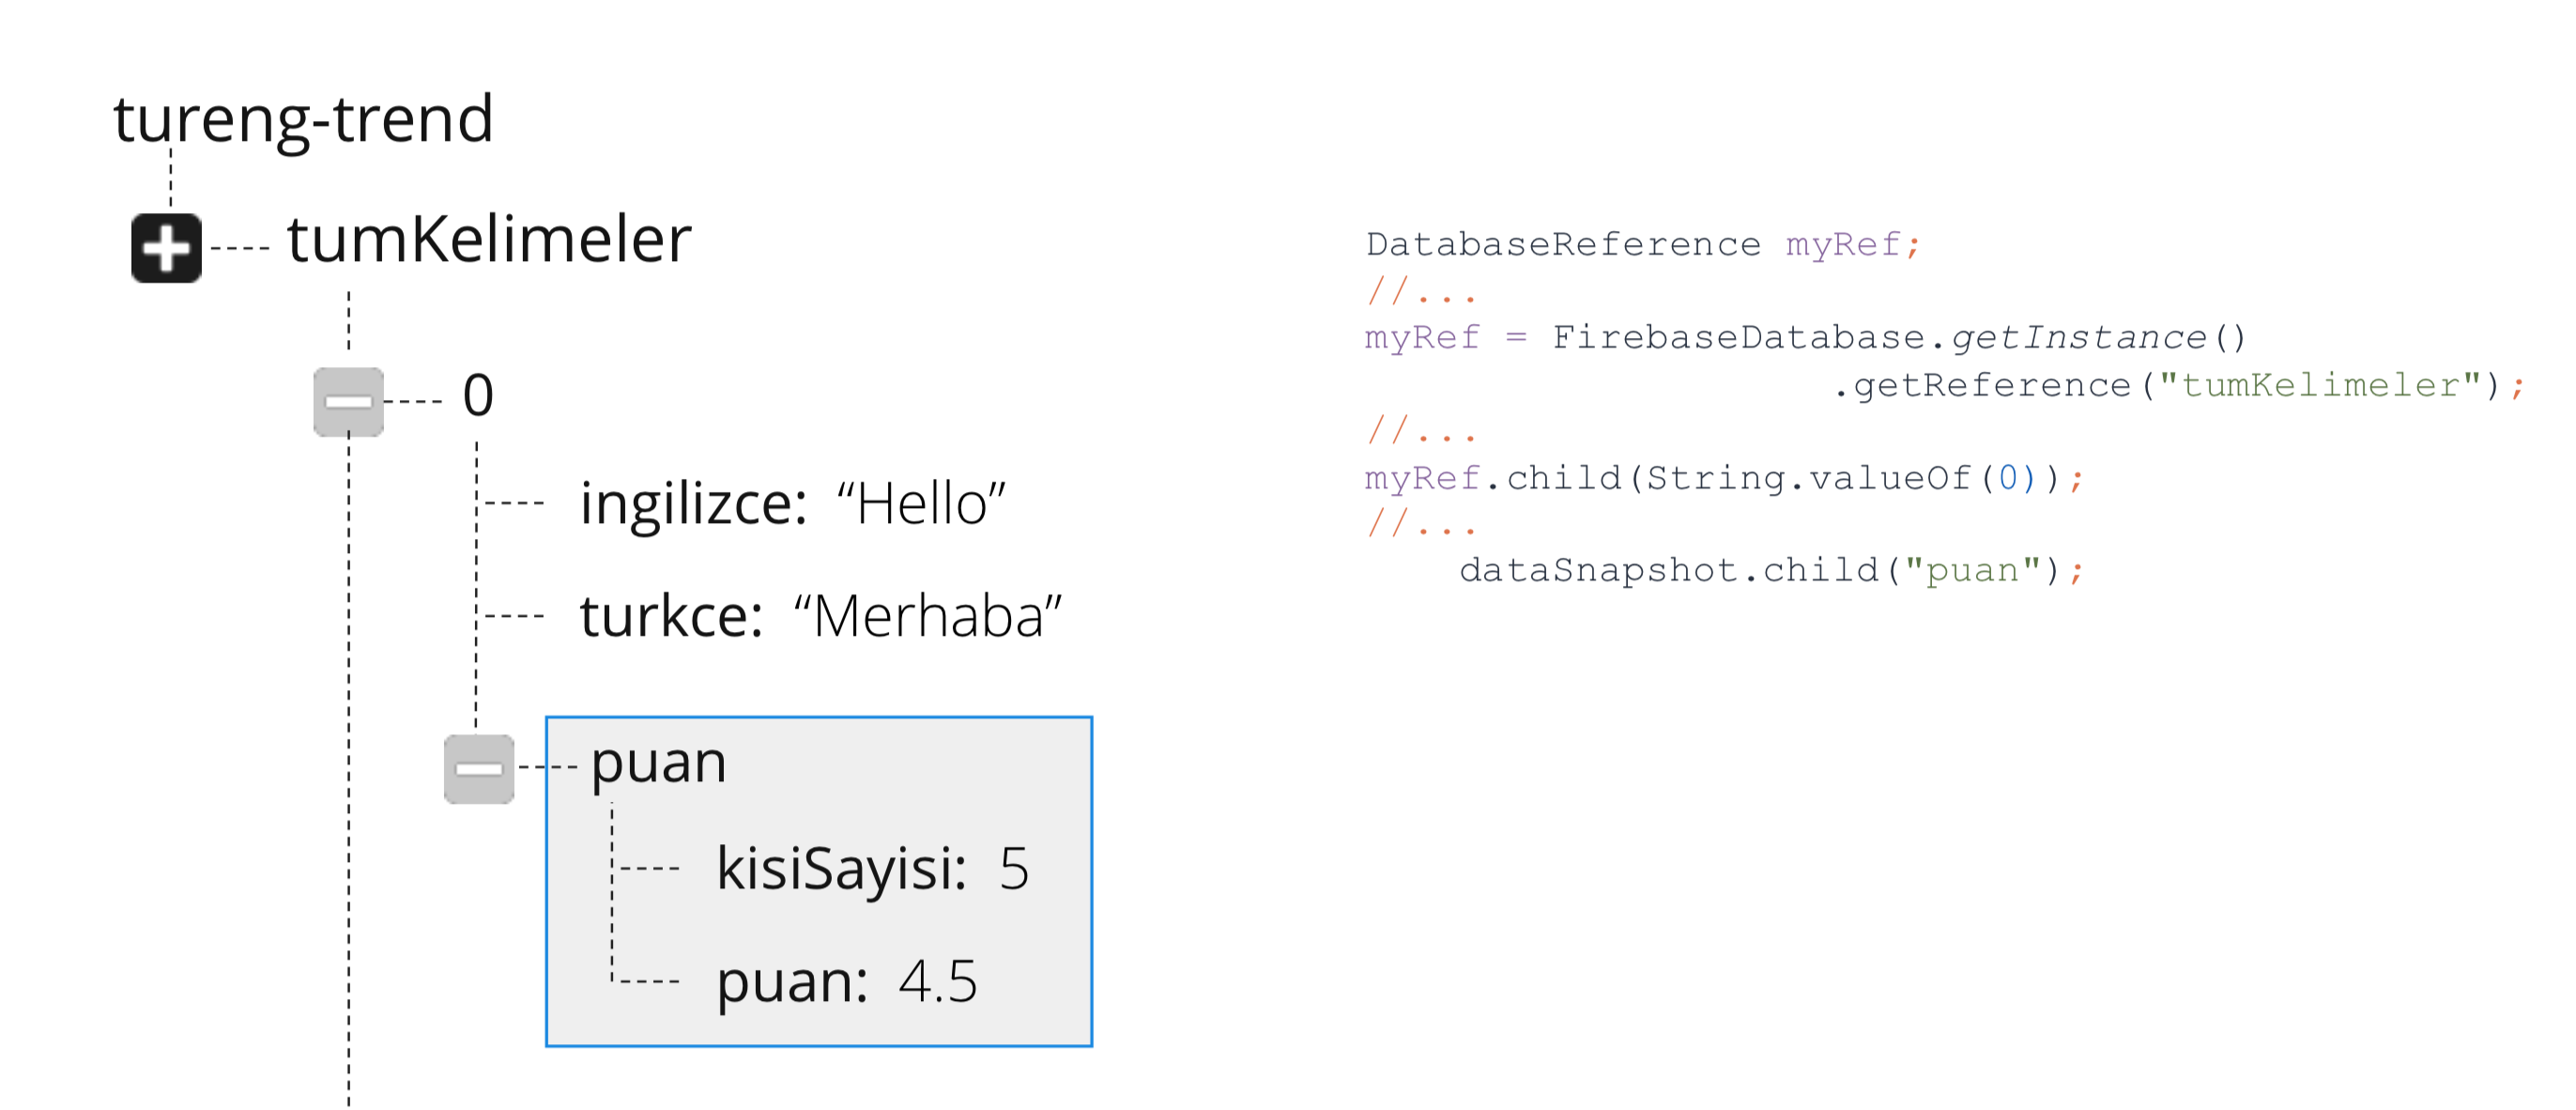 tureng-trend
tumKelimeler
0
ingilizce: “Hello”
turkce: “Merhaba”
puan
kisiSayisi: 5
puan: 4.5
DatabaseReference myRef;
//...
myRef = FirebaseDatabase.getInstance()
.getReference("tumKelimeler");
//...
myRef.child(String.valueOf(0));
//...
dataSnapshot.child("puan");